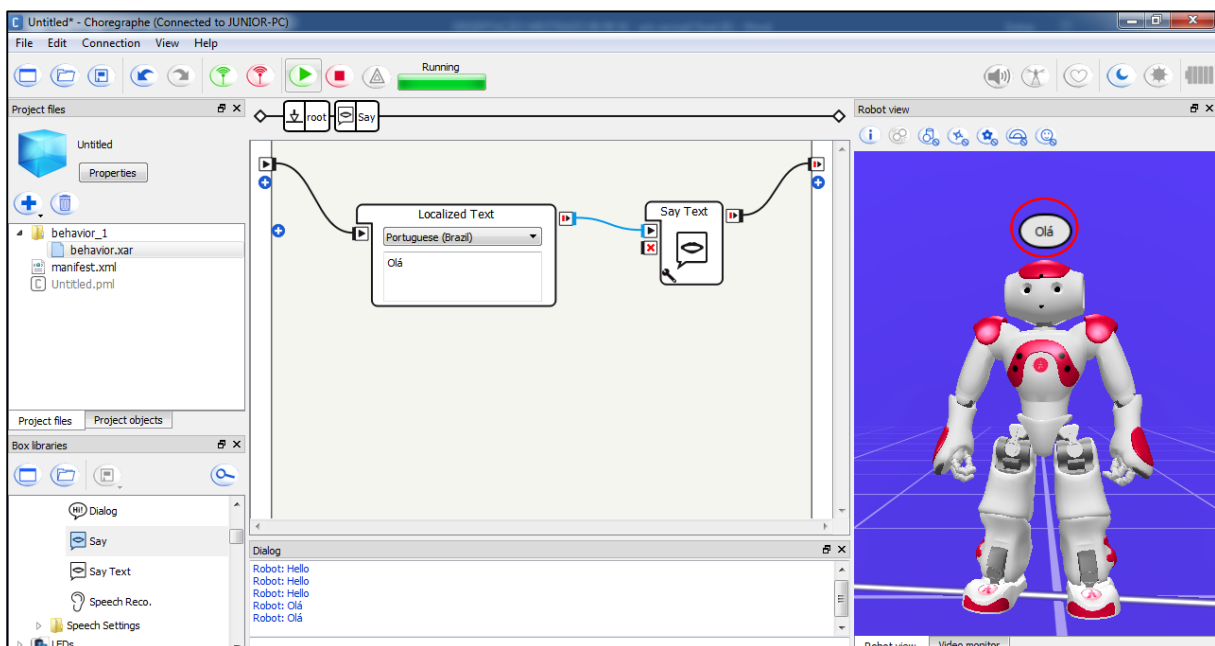 Untitled* - Choregraphe (Connected to JUNIOR-PC)
File Edit Connection View Help
Running
Project files
Untitled
Properties
behavior_1
behavior.xar
manifest.xml
Untitled.pml
Project files Project objects
Box libraries
Hi! Dialog
Say
Say Text
Speech Reco.
Speech Settings
LEDs
root Say
Localized Text
Portuguese (Brazil)
Olá
Say Text
Dialog
Robot: Hello
Robot: Hello
Robot: Hello
Robot: Olá
Robot: Olá
Robot view
Olá
Robot view Video monitor